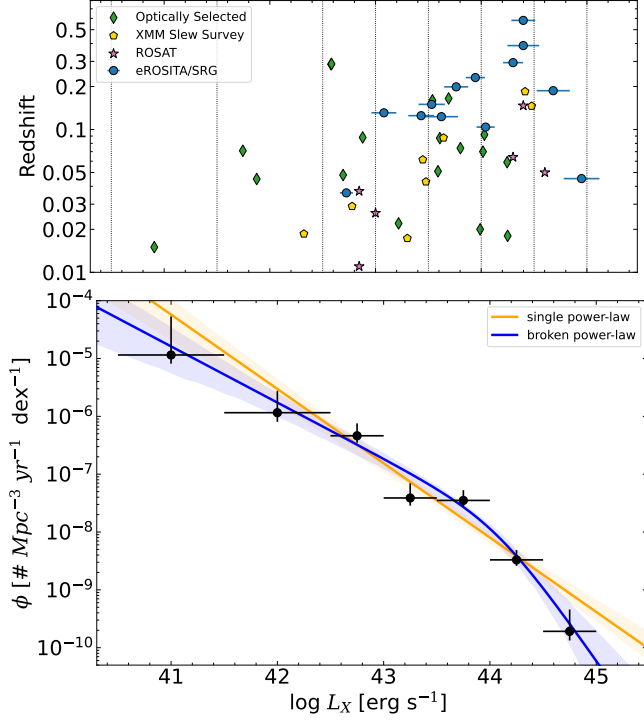 Optically Selected
XMM Slew Survey
ROSAT
eROSITA/SRG
Redshift
0.5
0.3
0.2
0.1
0.05
0.03
0.02
0.01
single power-law
broken power-law
ϕ [# Mpc⁻³ yr⁻¹ dex⁻¹]
10⁻⁴
10⁻⁵
10⁻⁶
10⁻⁷
10⁻⁸
10⁻⁹
10⁻¹⁰
41 42 43 44 45
log L_X [erg s⁻¹]